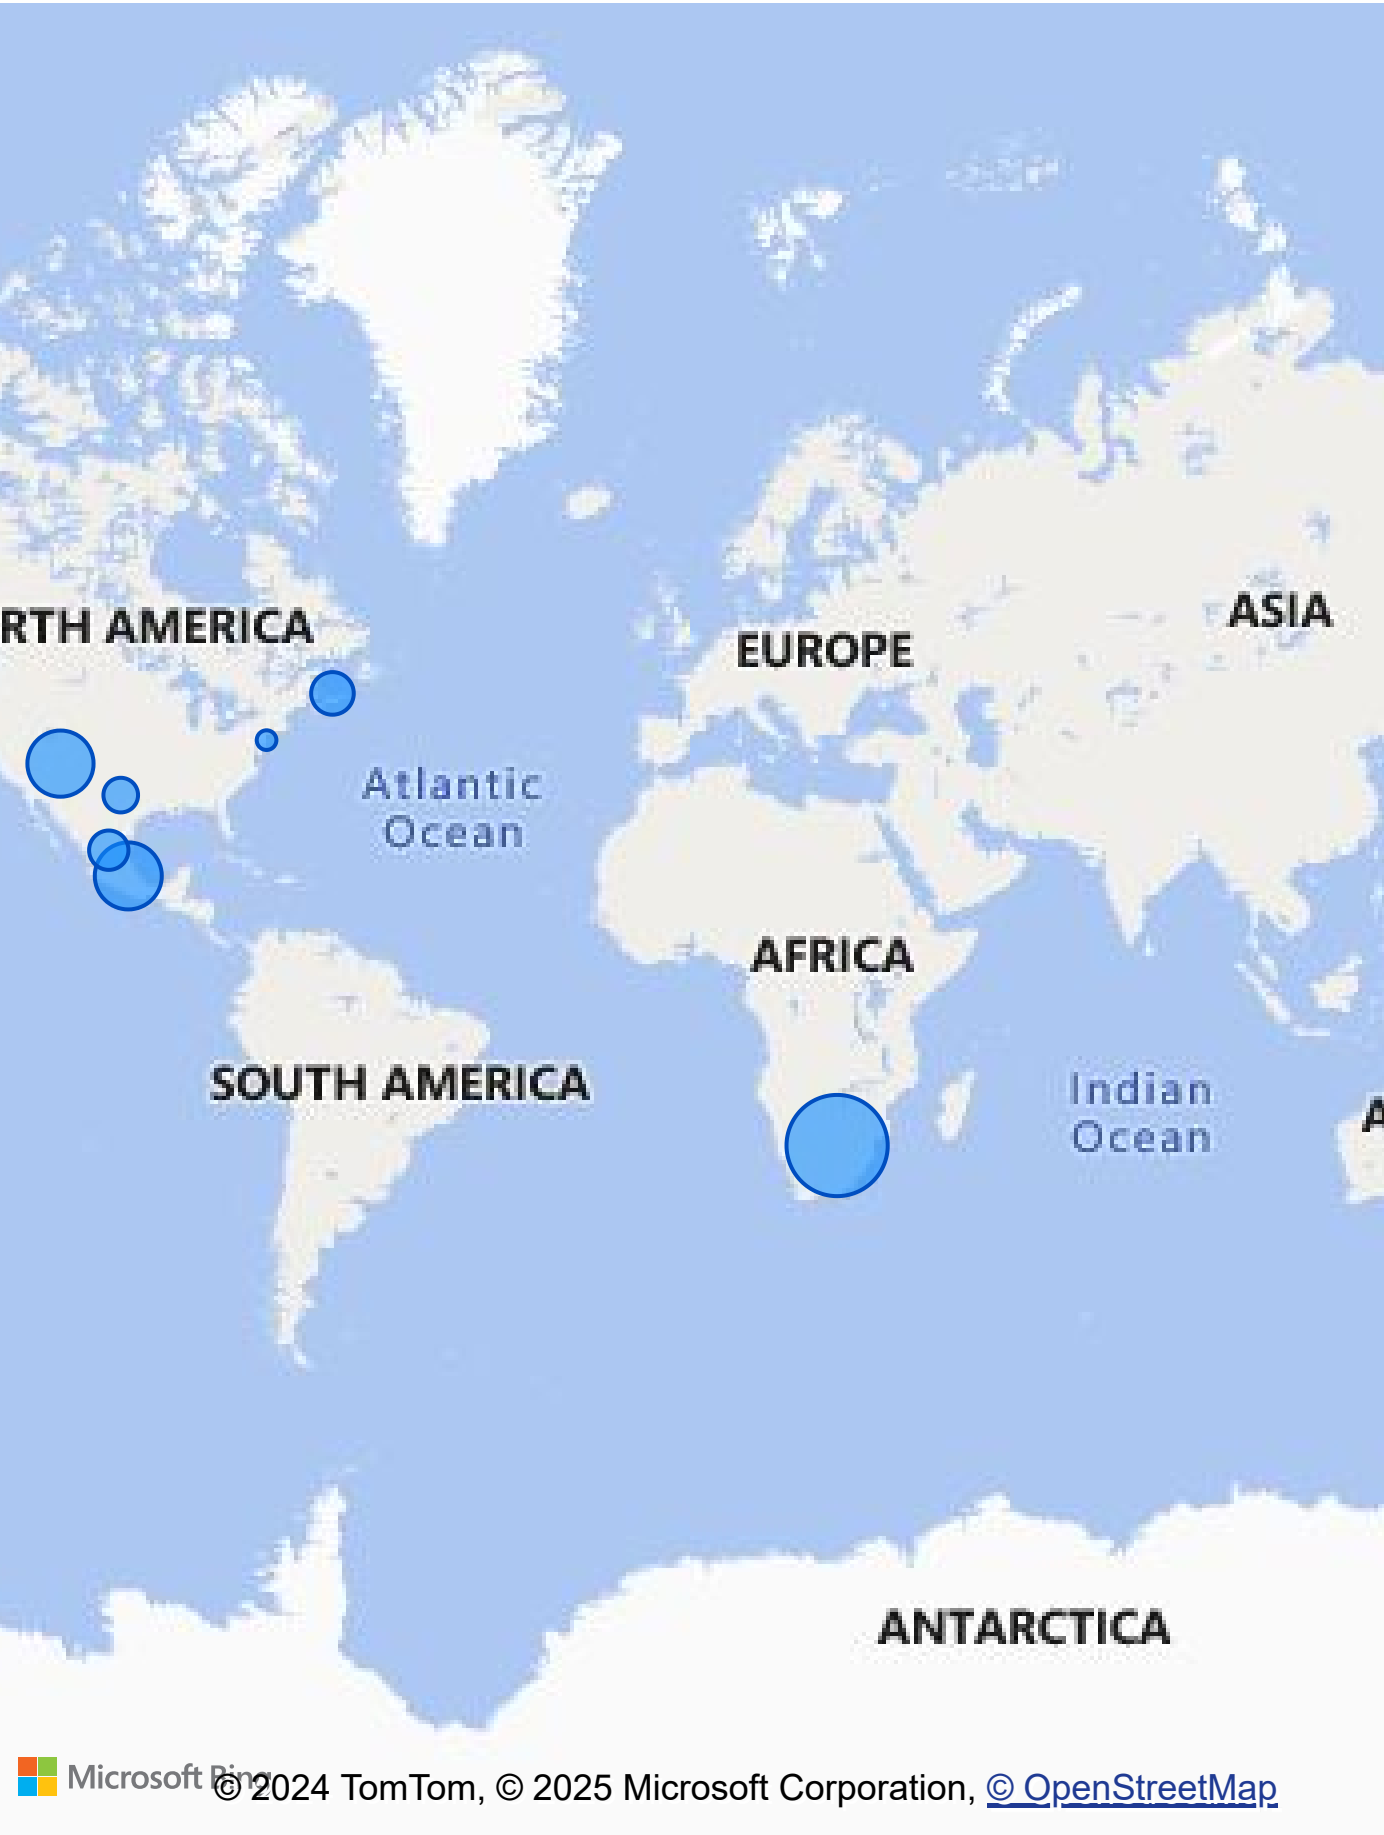 RTH AMERICA
ASIA
EUROPE
Atlantic
Ocean
AFRICA
SOUTH AMERICA
Indian
Ocean
A
ANTARCTICA
Microsoft Bing
© 2024 TomTom, © 2025 Microsoft Corporation, © OpenStreetMap